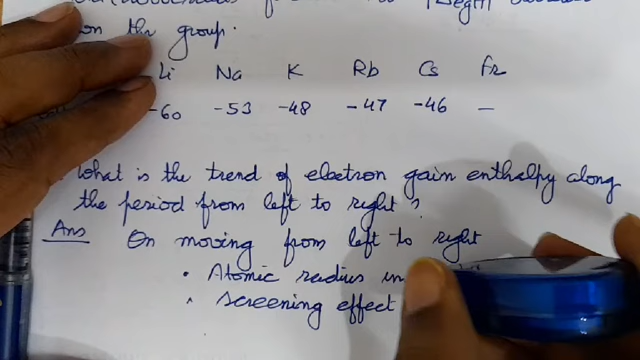 on the group.
Li Na K Rb Cs Fr
-60 -53 -48 -47 -46 —
What is the trend of electron gain enthalpy along
the period from left to right?
Ans On moving from left to right
• Atomic radius in
• Screening effect